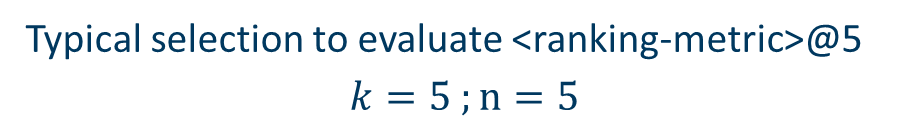 Typical selection to evaluate <ranking-metric>@5
k = 5 ; n = 5